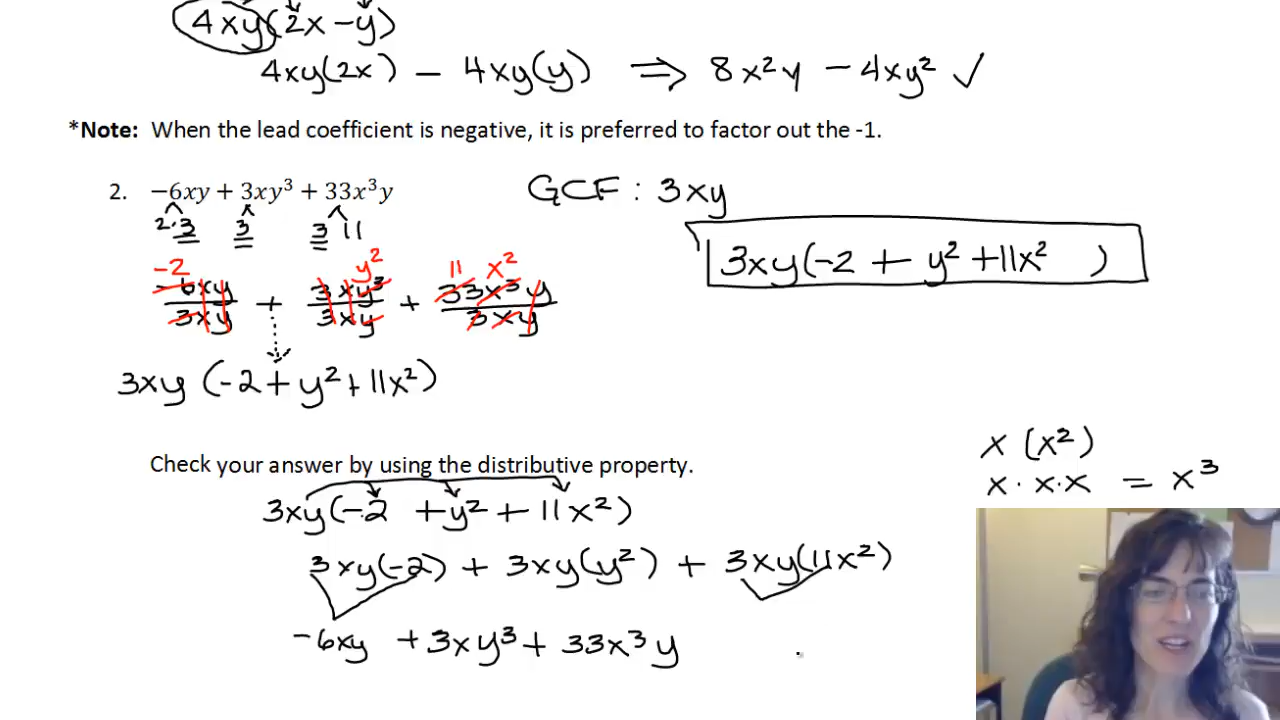 4xy(2x −y)
4xy(2x) − 4xy(y) ⇒ 8x²y − 4xy² ✓
*Note: When the lead coefficient is negative, it is preferred to factor out the -1.
2. −6xy + 3xy³ + 33x³y
GCF : 3xy
2·3 3 3 11
3xy(-2 + y² +11x² )
-2 y² 11 x²
-6xy + 3xy³ + 33x³y
3xy 3xy 3xy
3xy (-2 + y² + 11x²)
Check your answer by using the distributive property.
x (x²)
x · x·x = x³
3xy(-2 +y² + 11x²)
3xy(-2) + 3xy(y²) + 3xy(11x²)
-6xy +3xy³ + 33x³y